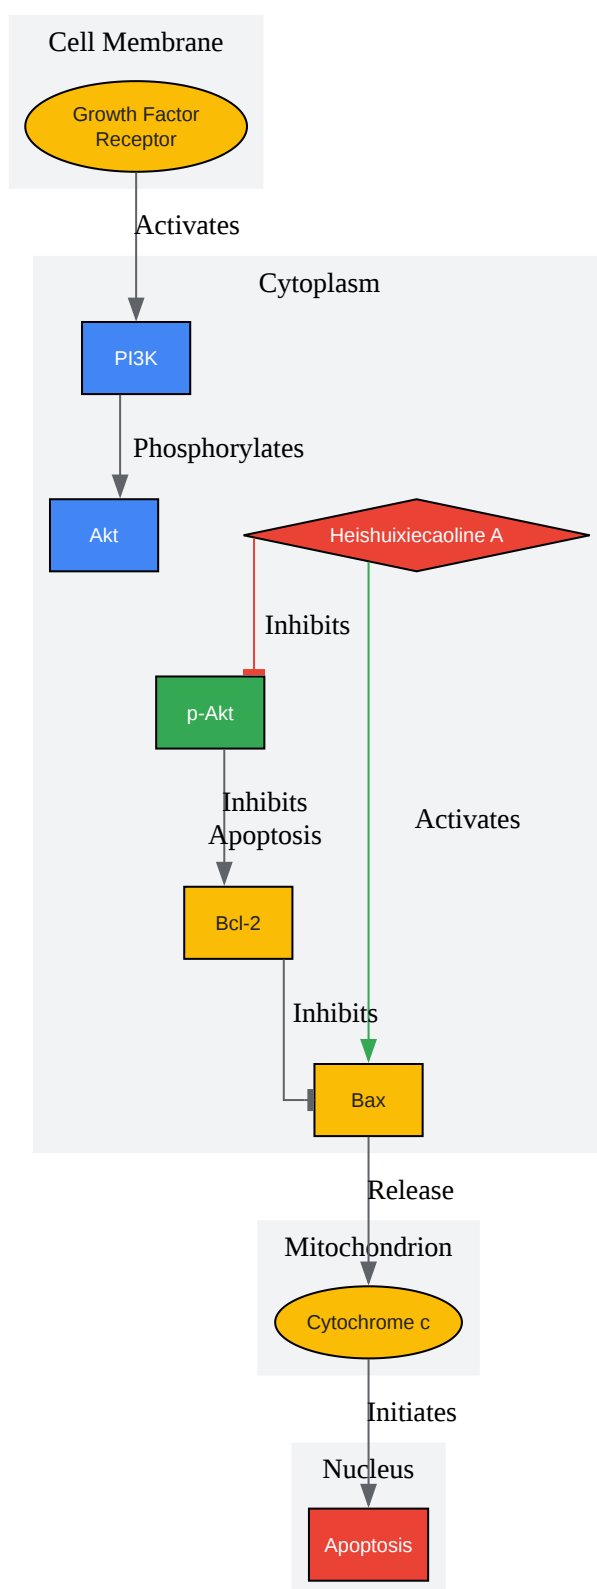 Cell Membrane
Growth Factor
Receptor
Activates
Cytoplasm
PI3K
Phosphorylates
Akt
Heishuixiecaoline A
Inhibits
p-Akt
Inhibits
Apoptosis
Activates
Bcl-2
Inhibits
Bax
Release
Mitochondrion
Cytochrome c
Initiates
Nucleus
Apoptosis